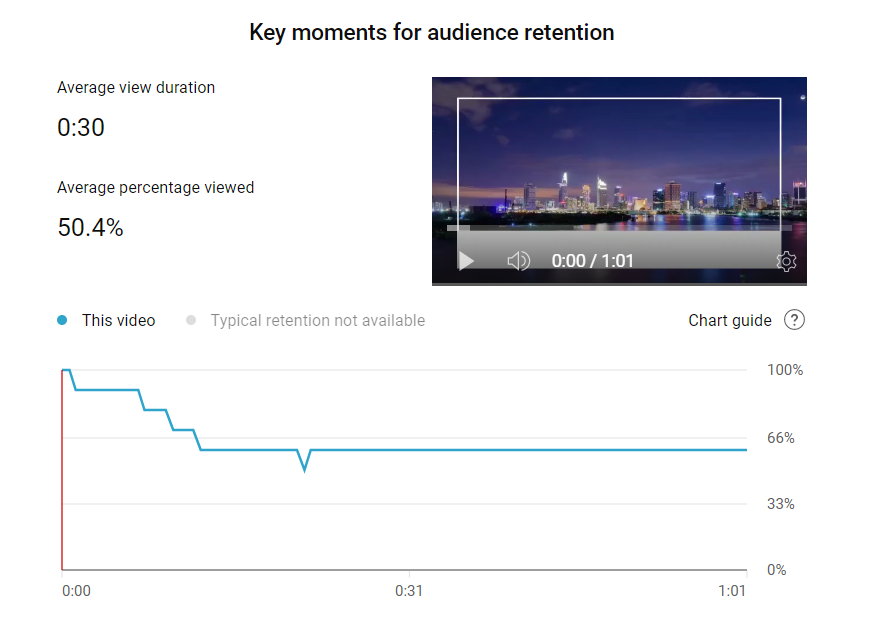 Key moments for audience retention
Average view duration
0:30
Average percentage viewed
50.4%
0:00 / 1:01
This video
Typical retention not available
Chart guide ?
100%
66%
33%
0%
0:00 0:31 1:01